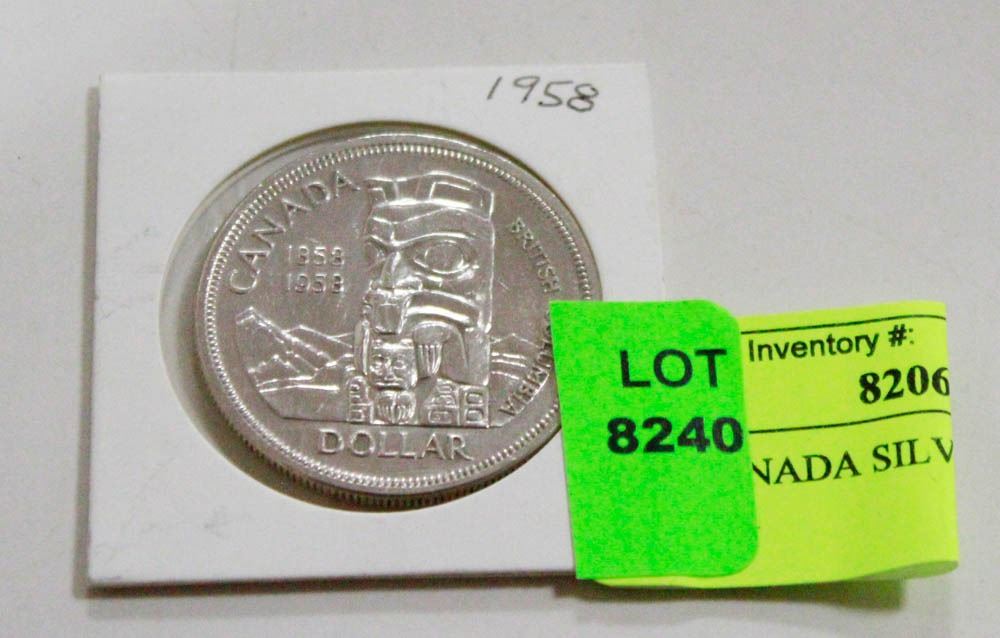 1958
CANADA
1858
1958
BRITISH COLUMBIA
DOLLAR
LOT
8240
Inventory #:
8206
NADA SILV